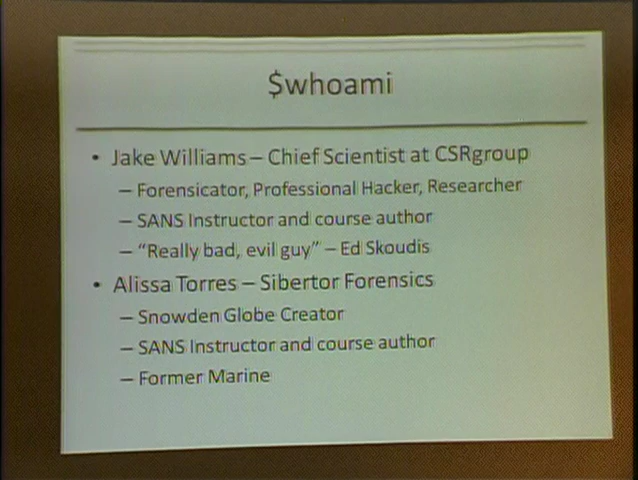 $whoami
• Jake Williams – Chief Scientist at CSRgroup
– Forensicator, Professional Hacker, Researcher
– SANS Instructor and course author
– “Really bad, evil guy” – Ed Skoudis
• Alissa Torres – Sibertor Forensics
– Snowden Globe Creator
– SANS Instructor and course author
– Former Marine